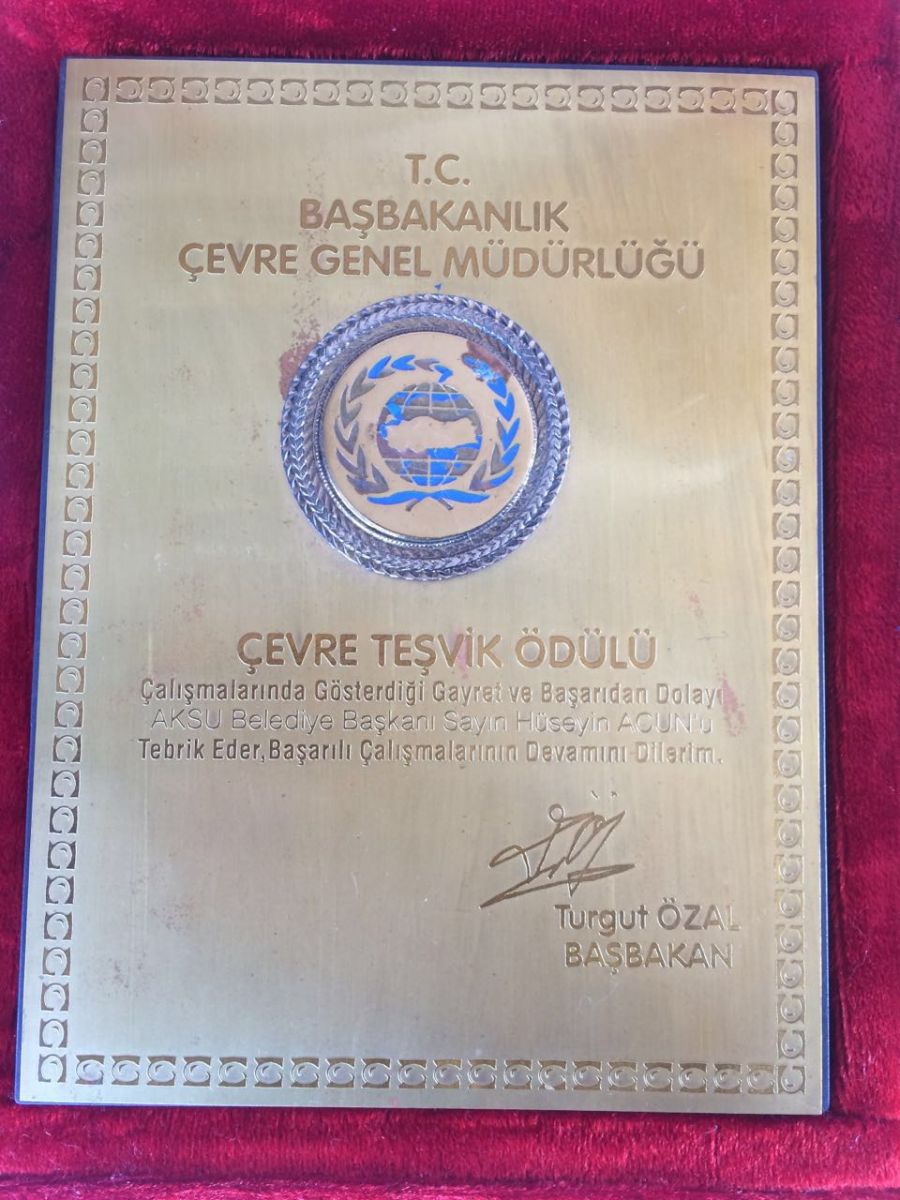 T.C.
BAŞBAKANLIK
ÇEVRE GENEL MÜDÜRLÜĞÜ
ÇEVRE TEŞVİK ÖDÜLÜ
Çalışmalarında Gösterdiği Gayret ve Başarıdan Dolayı
AKSU Belediye Başkanı Sayın Hüseyin ACUN'u
Tebrik Eder,Başarılı Çalışmalarının Devamını Dilerim.
Turgut ÖZAL
BAŞBAKAN